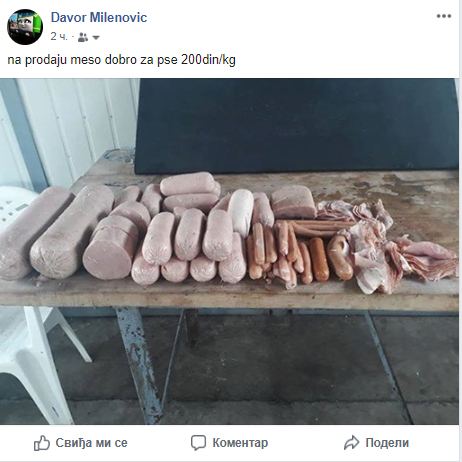 Davor Milenovic
2 ч. ·
na prodaju meso dobro za pse 200din/kg
Свиђа ми се Коментар Подели